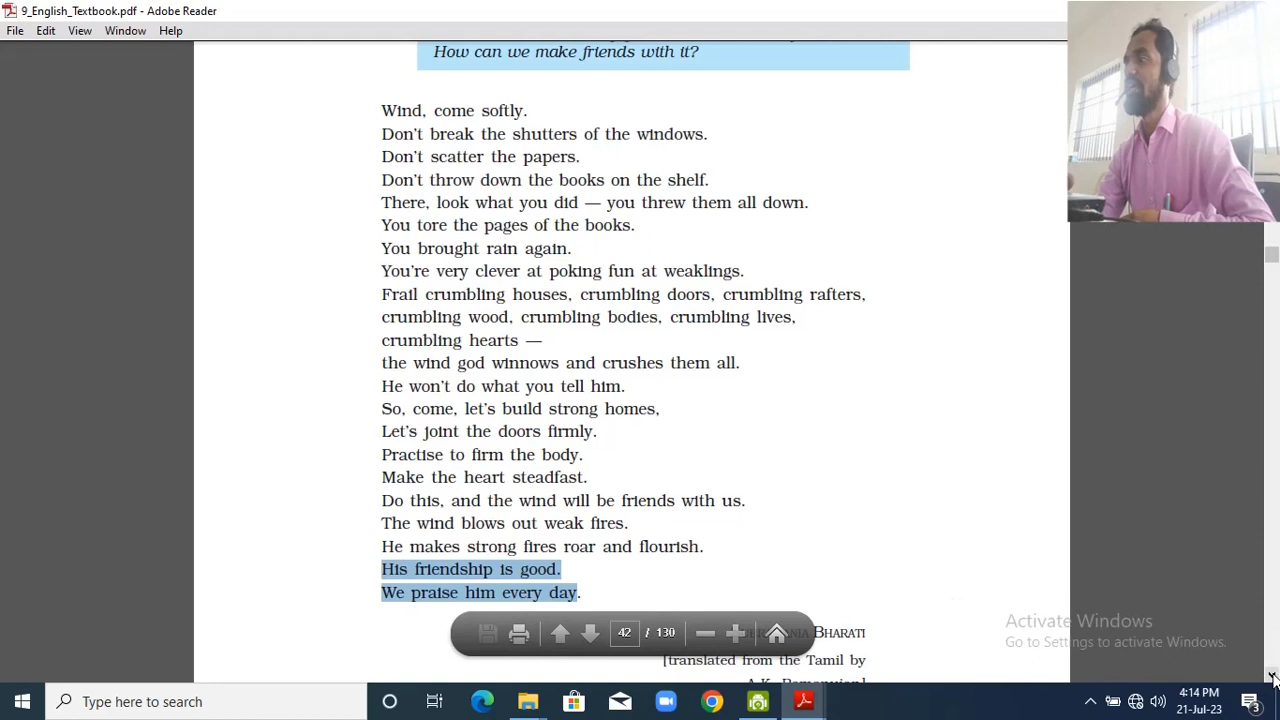 9_English_Textbook.pdf - Adobe Reader
File Edit View Window Help
How can we make friends with it?
Wind, come softly.
Don't break the shutters of the windows.
Don't scatter the papers.
Don't throw down the books on the shelf.
There, look what you did — you threw them all down.
You tore the pages of the books.
You brought rain again.
You're very clever at poking fun at weaklings.
Frail crumbling houses, crumbling doors, crumbling rafters,
crumbling wood, crumbling bodies, crumbling lives,
crumbling hearts —
the wind god winnows and crushes them all.
He won't do what you tell him.
So, come, let's build strong homes,
Let's joint the doors firmly.
Practise to firm the body.
Make the heart steadfast.
Do this, and the wind will be friends with us.
The wind blows out weak fires.
He makes strong fires roar and flourish.
His friendship is good.
We praise him every day.
42 / 130
BHARATI
[translated from the Tamil by
Activate Windows
Go to Settings to activate Windows.
Type here to search
4:14 PM
21-Jul-23
3